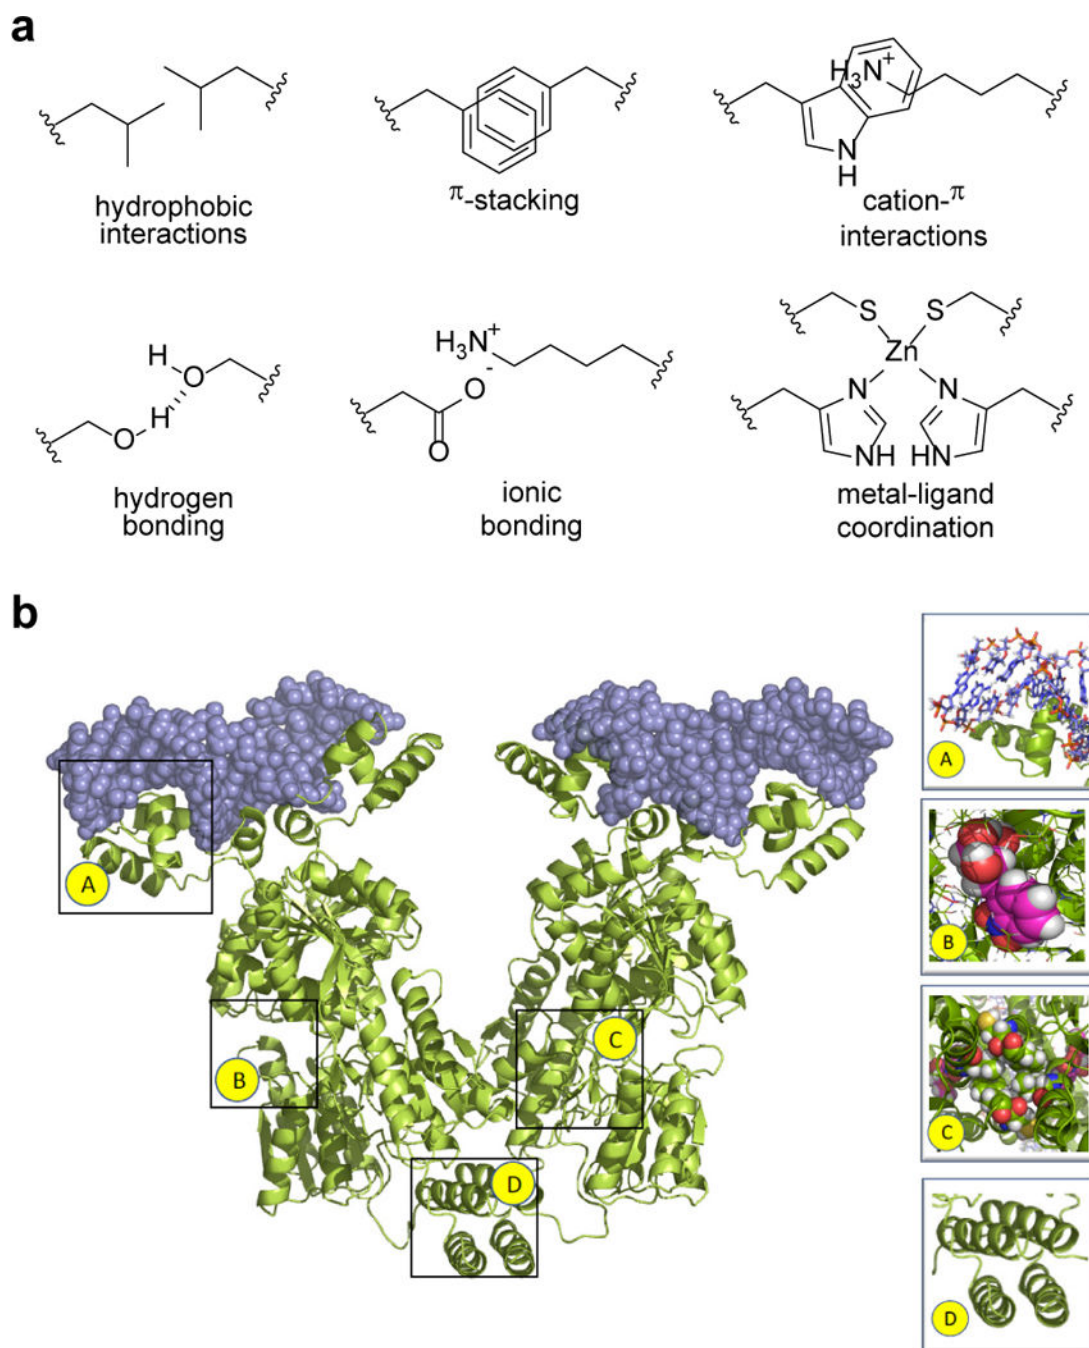 a
hydrophobic
interactions
π-stacking
H3N+
N
H
cation-π
interactions
H
O
H
O
hydrogen
bonding
H3N+
O-
O
ionic
bonding
S
S
Zn
N
N
NH
HN
metal-ligand
coordination
b
A
B
C
D
A
B
C
D